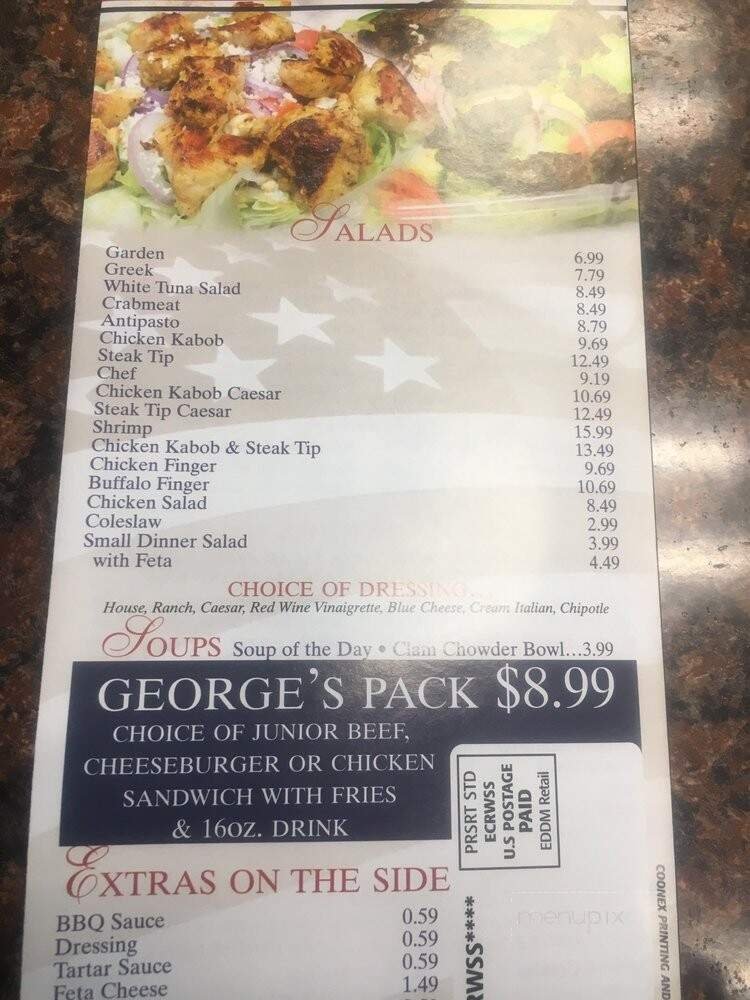 SALADS
Garden 6.99
Greek 7.79
White Tuna Salad 8.49
Crabmeat 8.49
Antipasto 8.79
Chicken Kabob 9.69
Steak Tip 12.49
Chef 9.19
Chicken Kabob Caesar 10.69
Steak Tip Caesar 12.49
Shrimp 15.99
Chicken Kabob & Steak Tip 13.49
Chicken Finger 9.69
Buffalo Finger 10.69
Chicken Salad 8.49
Coleslaw 2.99
Small Dinner Salad 3.99
with Feta 4.49
CHOICE OF DRESSING...
House, Ranch, Caesar, Red Wine Vinaigrette, Blue Cheese, Cream Italian, Chipotle
SOUPS Soup of the Day • Clam Chowder Bowl...3.99
GEORGE'S PACK $8.99
CHOICE OF JUNIOR BEEF,
CHEESEBURGER OR CHICKEN
SANDWICH WITH FRIES
& 16OZ. DRINK
PRSRT STD
ECRWSS
U.S POSTAGE
PAID
EDDM Retail
EXTRAS ON THE SIDE
BBQ Sauce 0.59
Dressing 0.59
Tartar Sauce 0.59
Feta Cheese 1.49
RWSS****
menupix
COONEX PRINTING AND